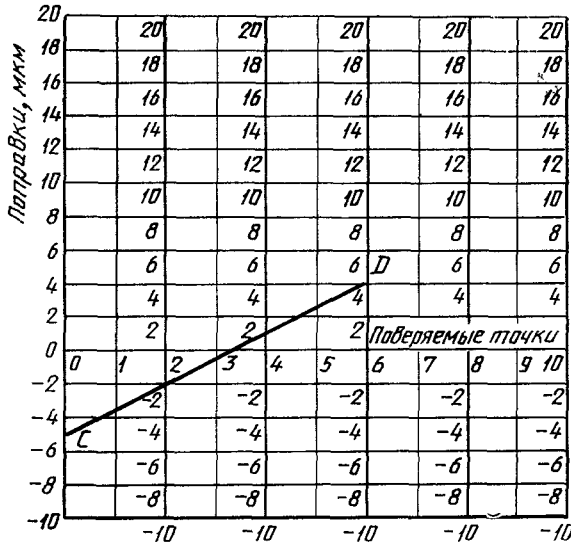 Поправки, мкм
20
20 20 20 20 20
18
18 18 18 18 18
16
16 16 16 16 16
14
14 14 14 14 14
12
12 12 12 12 12
10
10 10 10 10 10
8
8 8 8 8 8
6
6 6 6 D 6 6
4
4 4 4 4 4
2
2 2 2 Поверяемые точки
0
0 1 2 3 4 5 6 7 8 9 10
-2
-2 -2 -2 -2 -2
-4
C -4 -4 -4 -4 -4
-6
-6 -6 -6 -6 -6
-8
-8 -8 -8 -8 -8
-10
-10 -10 -10 -10 -10